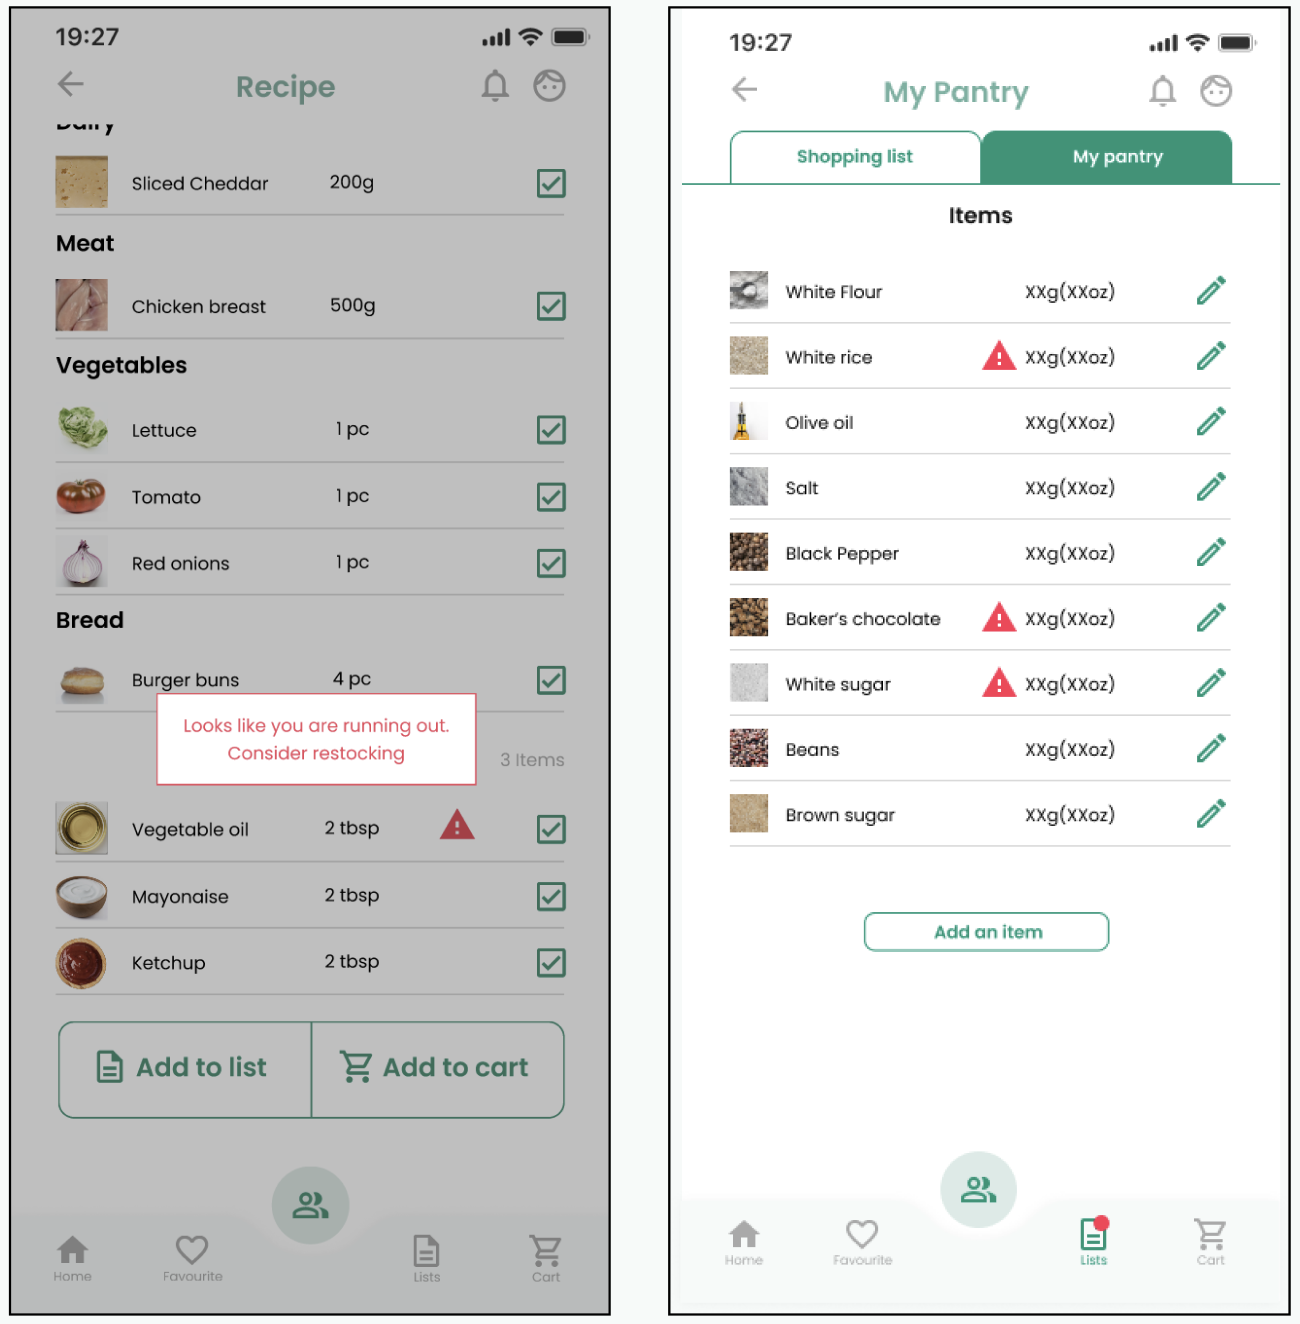 19:27
Recipe
Dairy
Sliced Cheddar 200g
Meat
Chicken breast 500g
Vegetables
Lettuce 1 pc
Tomato 1 pc
Red onions 1 pc
Bread
Burger buns 4 pc
Looks like you are running out.
Consider restocking
3 Items
Vegetable oil 2 tbsp
Mayonaise 2 tbsp
Ketchup 2 tbsp
Add to list Add to cart
Home Favourite Lists Cart
19:27
My Pantry
Shopping list My pantry
Items
White Flour XXg(XXoz)
White rice XXg(XXoz)
Olive oil XXg(XXoz)
Salt XXg(XXoz)
Black Pepper XXg(XXoz)
Baker's chocolate XXg(XXoz)
White sugar XXg(XXoz)
Beans XXg(XXoz)
Brown sugar XXg(XXoz)
Add an item
Home Favourite Lists Cart